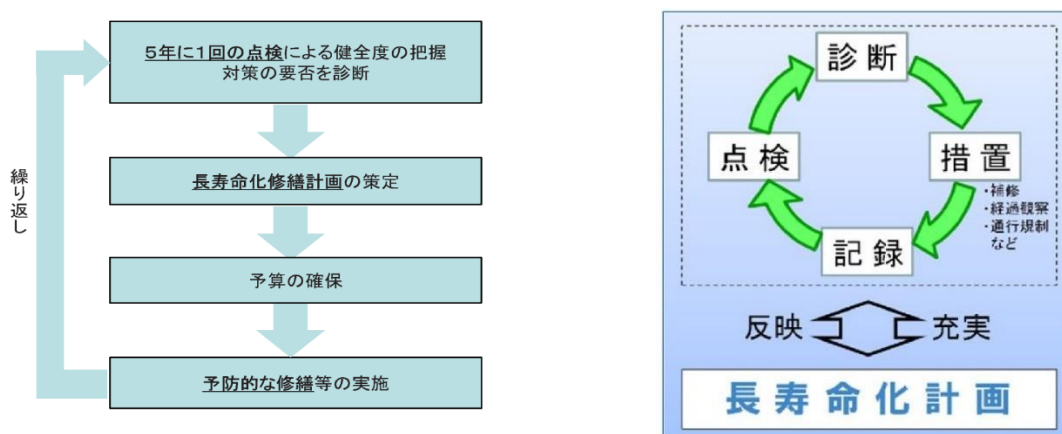 ５年に１回の点検による健全度の把握
対策の要否を診断
長寿命化修繕計画の策定
予算の確保
予防的な修繕等の実施
繰り返し
診断
点検
措置
・補修
・経過観察
・通行規制
など
記録
反映
充実
長寿命化計画